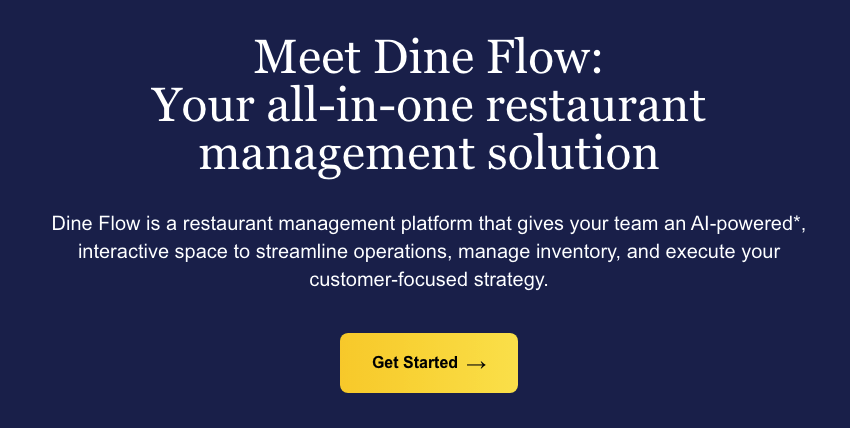 Meet Dine Flow:
Your all-in-one restaurant
management solution
Dine Flow is a restaurant management platform that gives your team an AI-powered*,
interactive space to streamline operations, manage inventory, and execute your
customer-focused strategy.
Get Started →